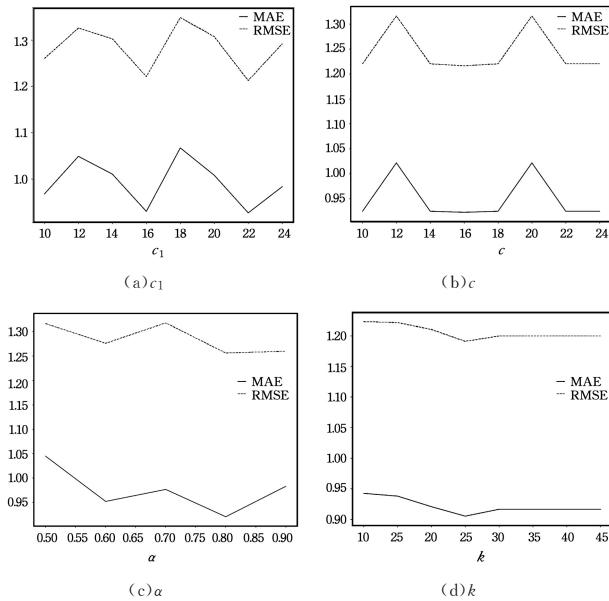 MAE
RMSE
1.3
1.2
1.1
1.0
10 12 14 16 18 20 22 24
c1
(a)c1
MAE
RMSE
1.30
1.25
1.20
1.15
1.10
1.05
1.00
0.95
10 12 14 16 18 20 22 24
c
(b)c
1.30
1.25
1.20
1.15
1.10
1.05
1.00
0.95
MAE
RMSE
0.50 0.55 0.60 0.65 0.70 0.75 0.80 0.85 0.90
α
(c)α
1.20
1.15
1.10
1.05
1.00
0.95
0.90
MAE
RMSE
10 25 20 25 30 35 40 45
k
(d)k